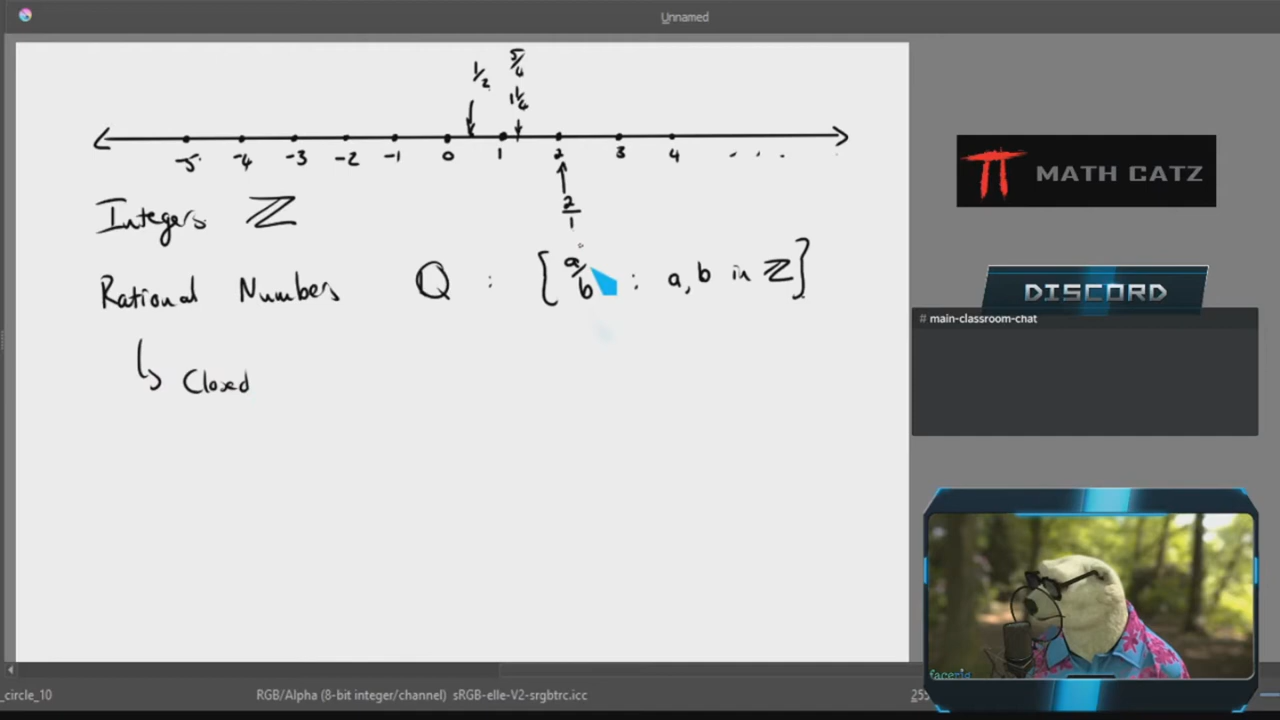 Unnamed
1/2
5/4
1 1/4
-5 -4 -3 -2 -1 0 1 2 3 4 ....
2/1
Integers ℤ
Rational Numbers Q : {a/b : a, b in ℤ}
↳ Closed
π MATH CATZ
DISCORD
# main-classroom-chat
facerig
_circle_10
RGB/Alpha (8-bit integer/channel) sRGB-elle-V2-srgbtrc.icc
255